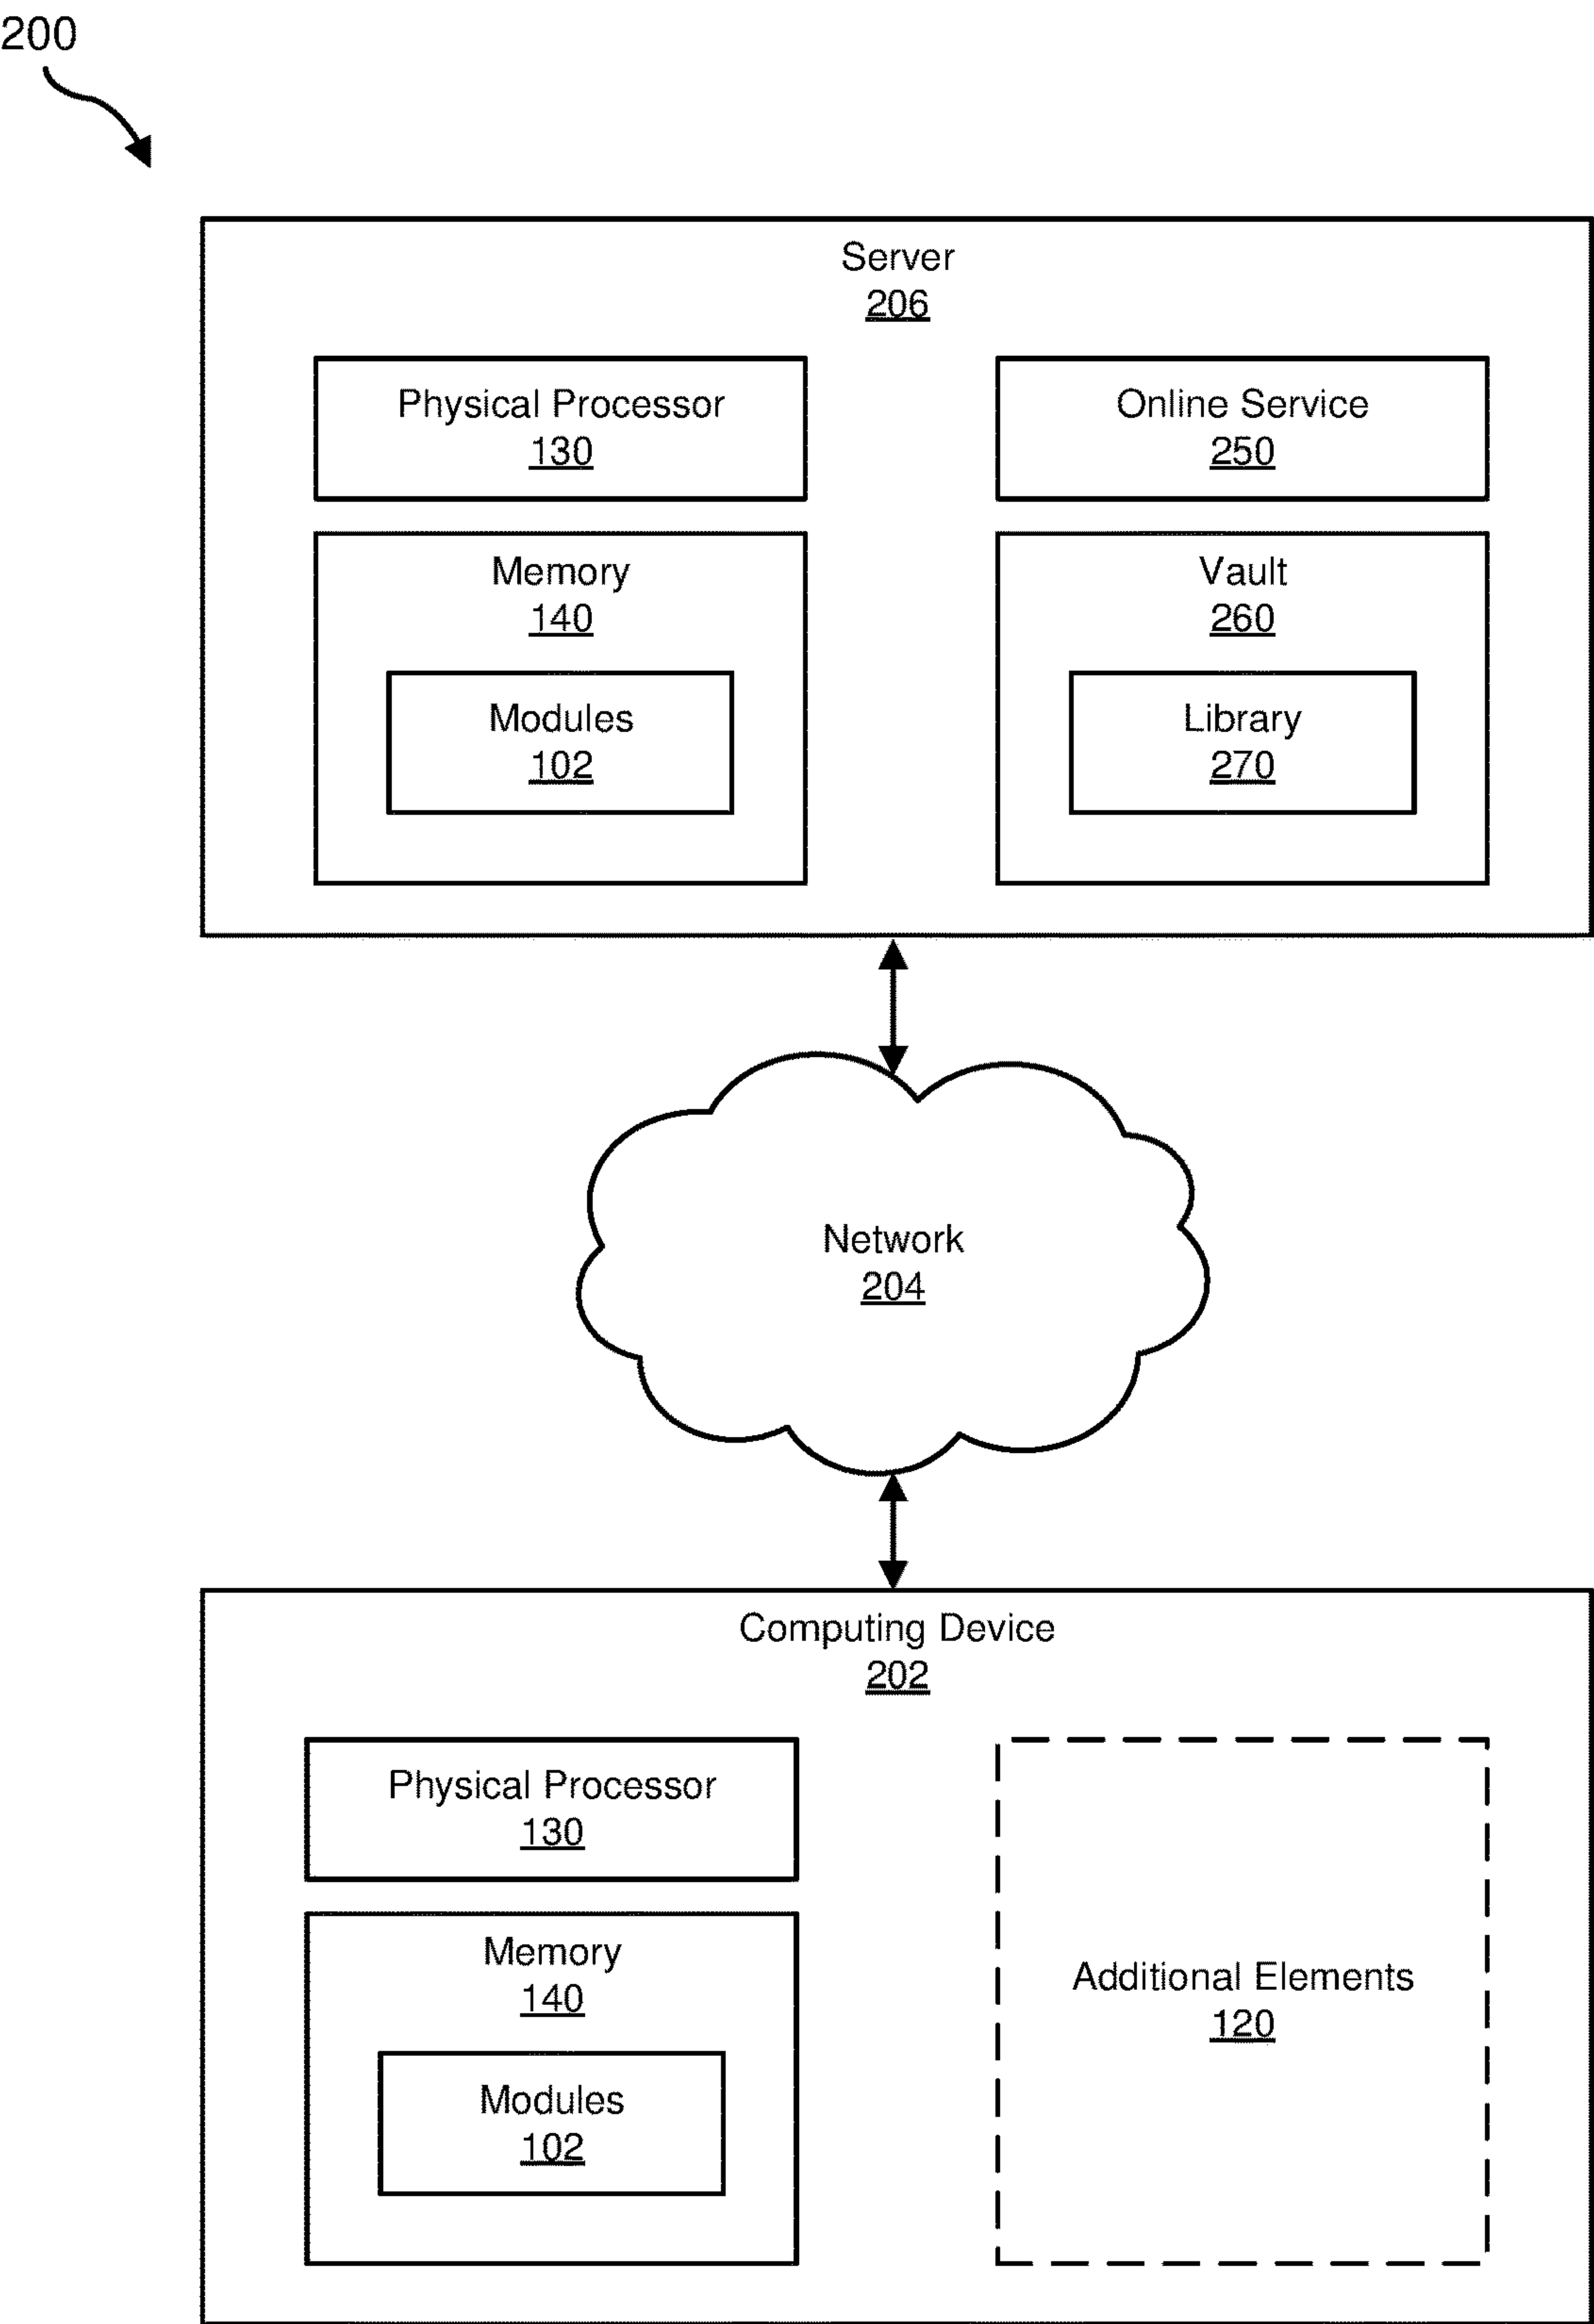 200
Server
206
Physical Processor
130
Online Service
250
Memory
140
Modules
102
Vault
260
Library
270
Network
204
Computing Device
202
Physical Processor
130
Memory
140
Modules
102
Additional Elements
120